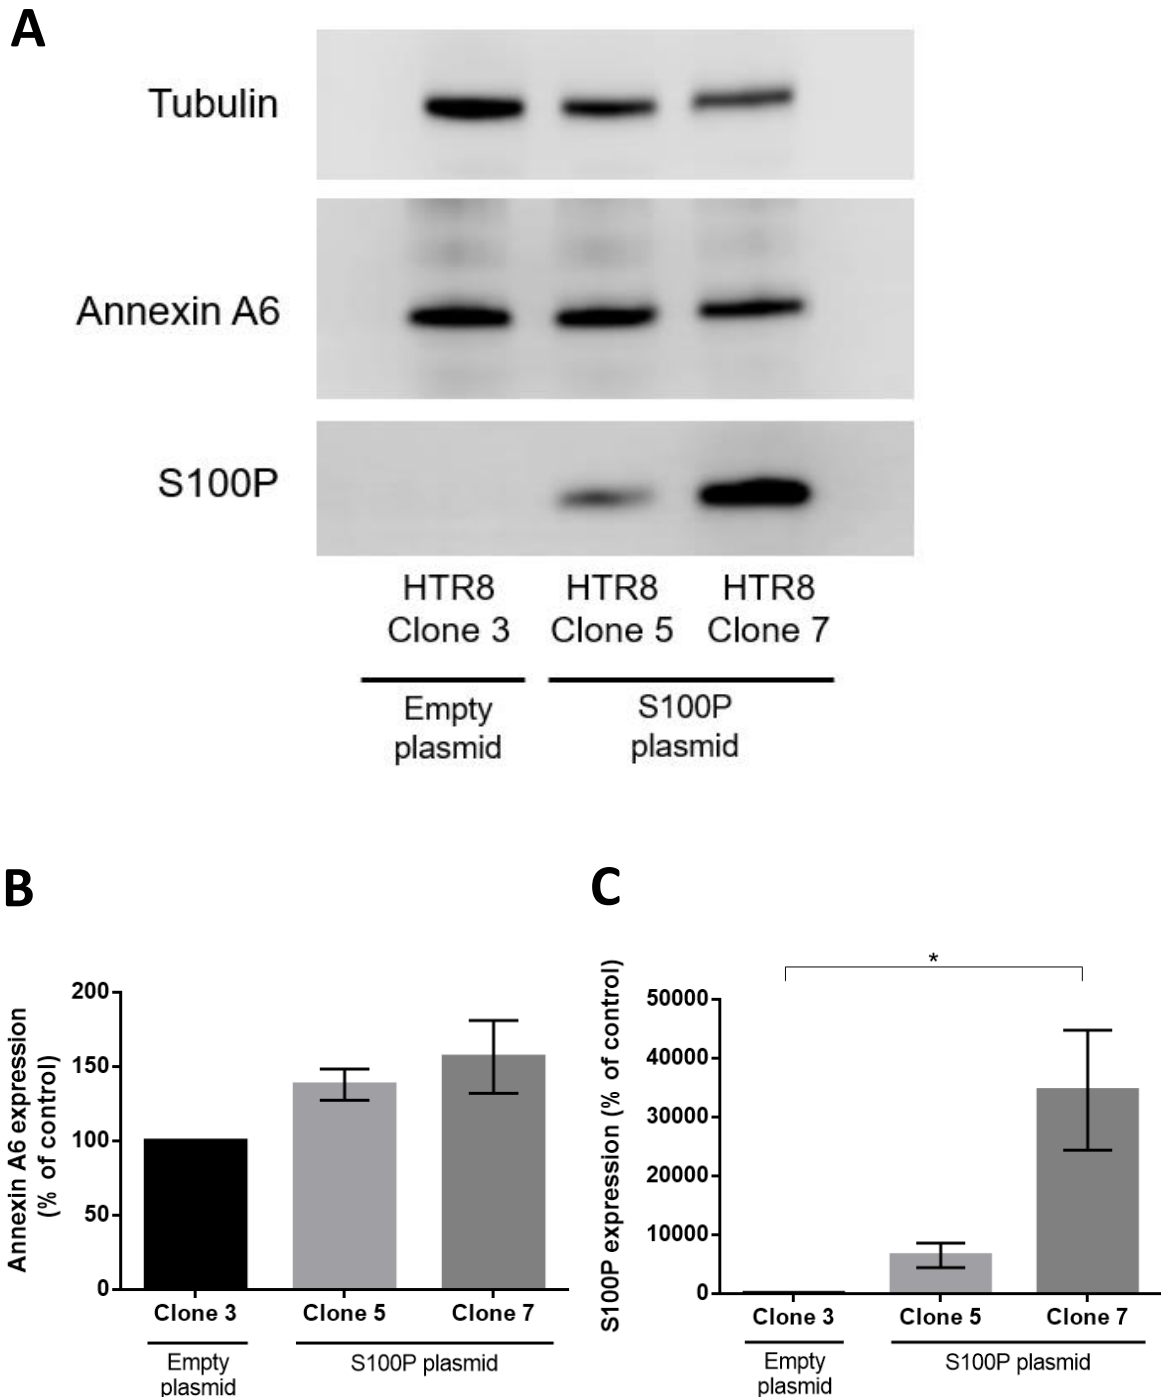 A
Tubulin
Annexin A6
S100P
HTR8
Clone 3
HTR8
Clone 5
HTR8
Clone 7
Empty
plasmid
S100P
plasmid
B
Annexin A6 expression
(% of control)
200
150
100
50
0
Clone 3
Clone 5
Clone 7
Empty
plasmid
S100P plasmid
C
S100P expression (% of control)
*
50000
40000
30000
20000
10000
0
Clone 3
Clone 5
Clone 7
Empty
plasmid
S100P plasmid